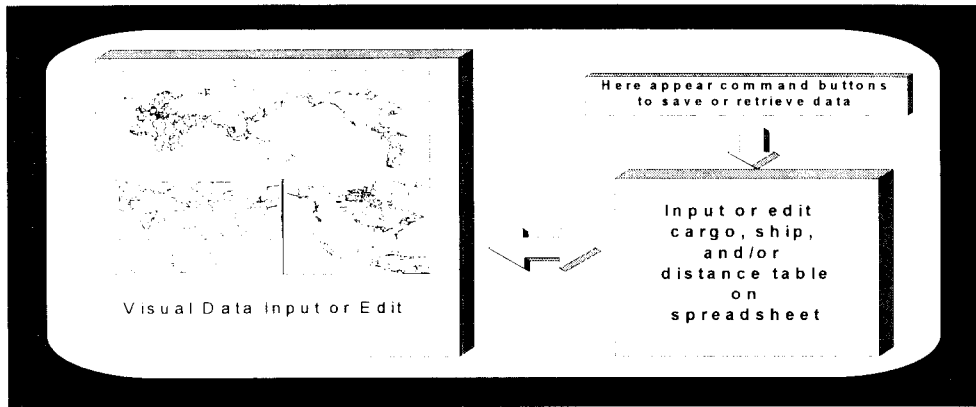 Here appear command buttons
to save or retrieve data
Input or edit
cargo, ship,
and/or
distance table
on
spreadsheet
Visual Data Input or Edit